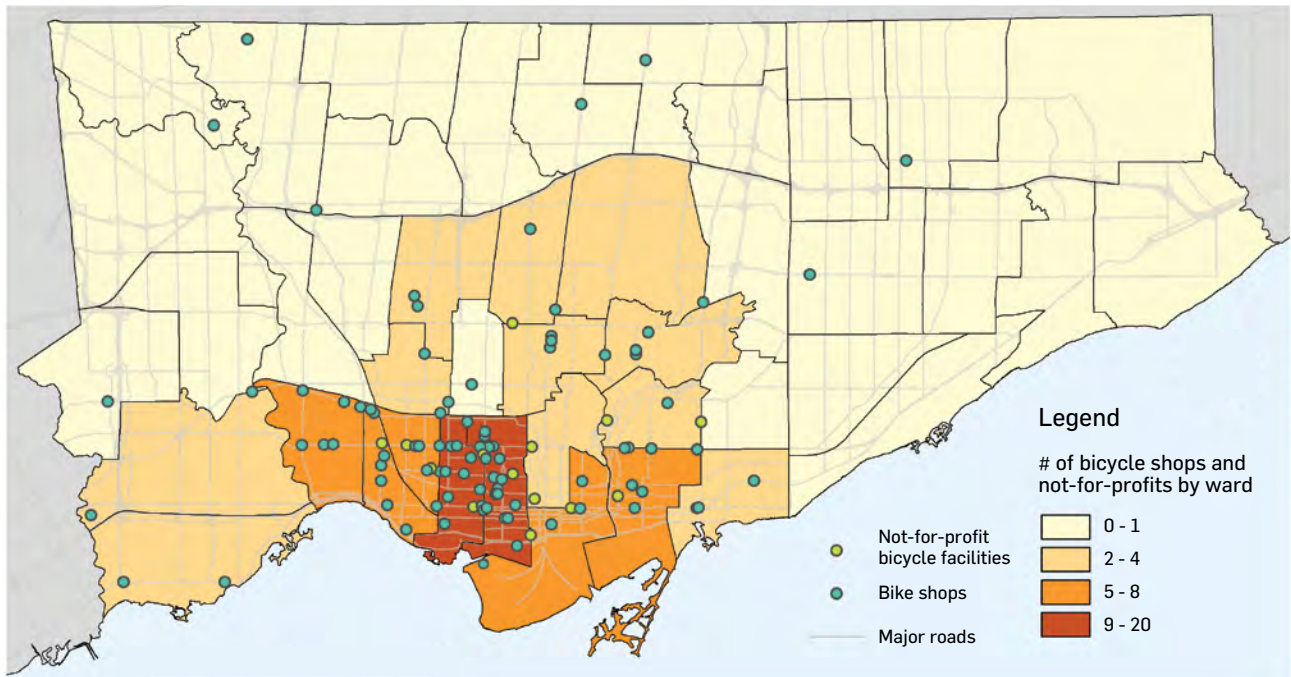 Legend
# of bicycle shops and
not-for-profits by ward
0 - 1
2 - 4
5 - 8
9 - 20
Not-for-profit
bicycle facilities
Bike shops
Major roads